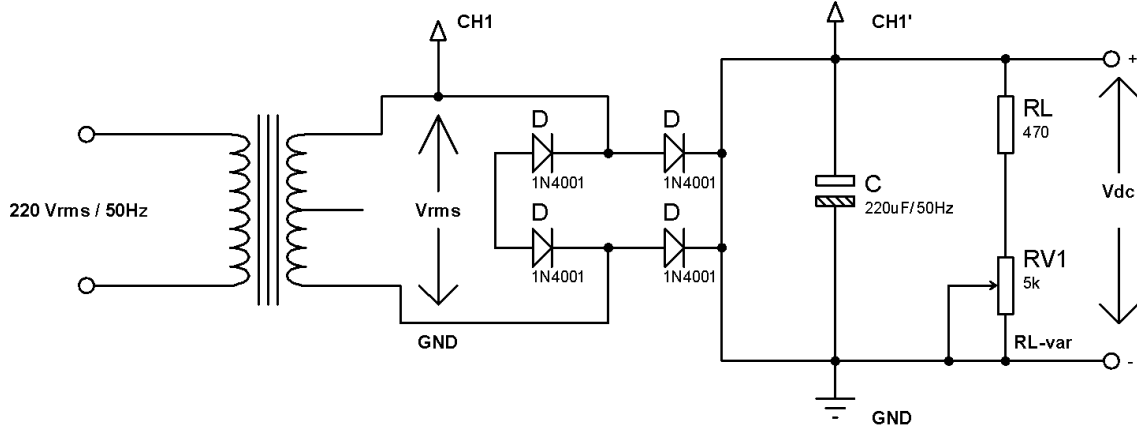 CH1
CH1'
+
D
D
RL
470
1N4001
1N4001
220 Vrms / 50Hz
Vrms
C
220uF/50Hz
Vdc
D
D
1N4001
1N4001
RV1
5k
GND
RL-var
-
GND